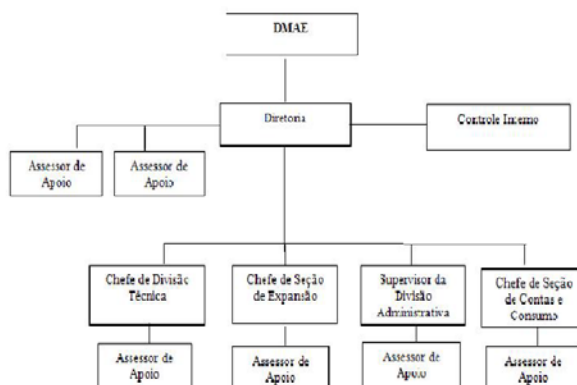 DMAE
Diretoria
Controle Interno
Assessor de
Apoio
Assessor de
Apoio
Chefe de Divisão
Técnica
Chefe de Seção
de Expansão
Supervisor da
Divisão
Administrativa
Chefe de Seção
de Contas e
Consumo
Assessor de
Apoio
Assessor de
Apoio
Assessor de
Apoio
Assessor de
Apoio